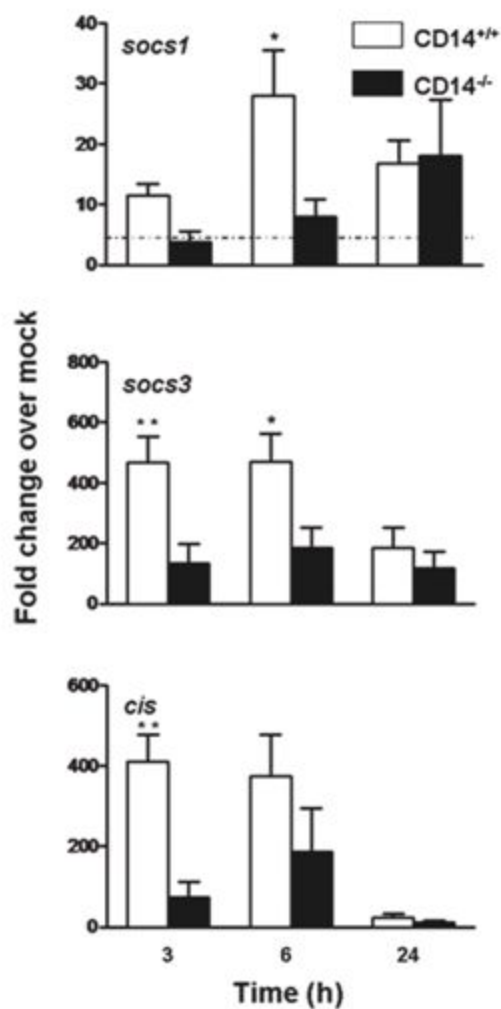 socs1
CD14+/+
CD14-/-
*
40
30
20
10
0
socs3
** *
800
600
400
200
0
cis
**
600
400
200
0
3 6 24
Time (h)
Fold change over mock